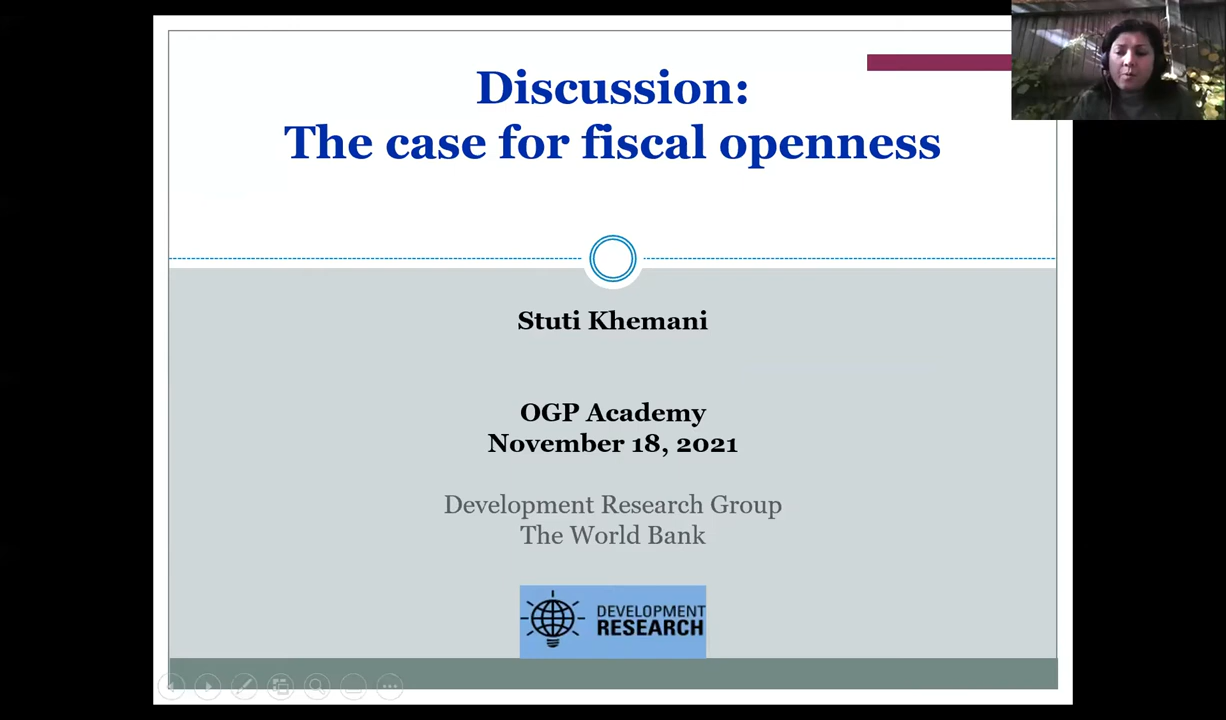 Discussion:
The case for fiscal openness
Stuti Khemani
OGP Academy
November 18, 2021
Development Research Group
The World Bank
DEVELOPMENT
RESEARCH